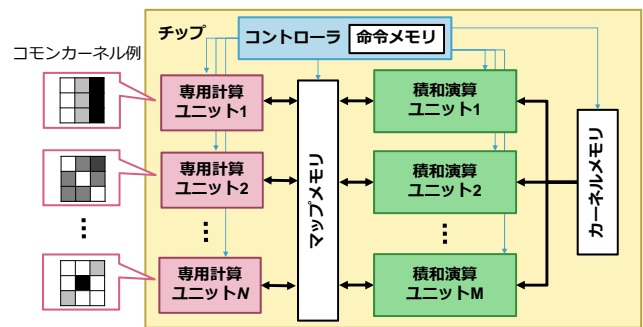 チップ
コントローラ
命令メモリ
コモンカーネル例
専用計算
ユニット1
積和演算
ユニット1
専用計算
ユニット2
積和演算
ユニット2
マップメモリ
カーネルメモリ
…
…
…
専用計算
ユニットN
積和演算
ユニットM